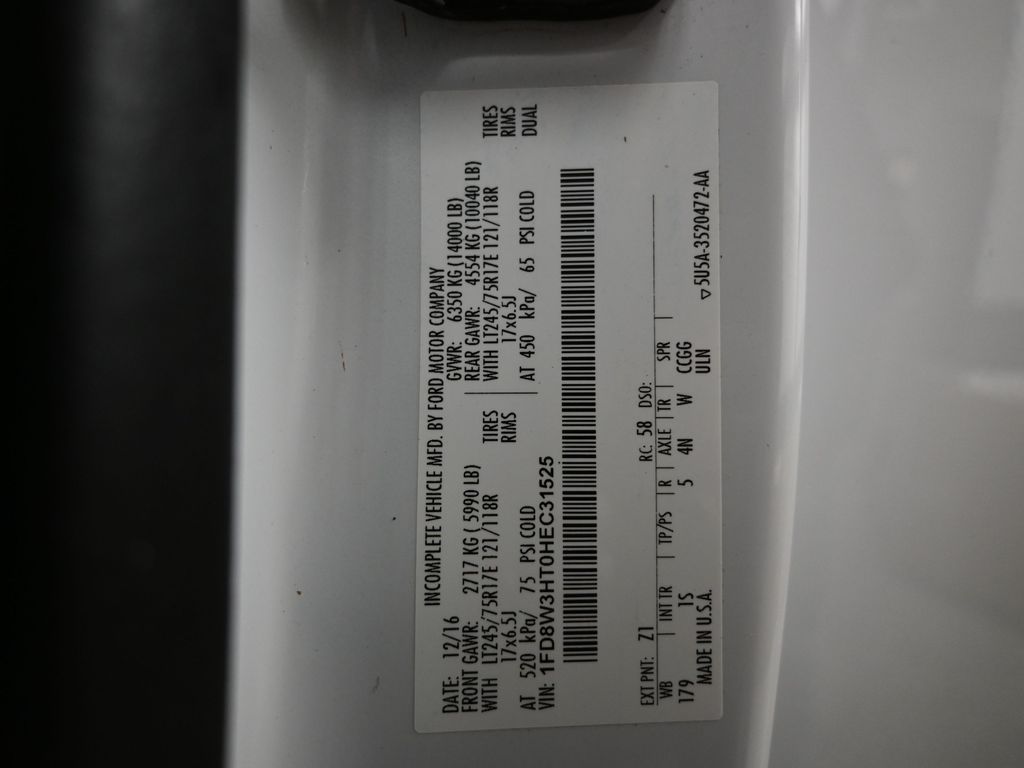 INCOMPLETE VEHICLE MFD. BY FORD MOTOR COMPANY
DATE: 12/16 GVWR: 6350 KG (14000 LB)
FRONT GAWR: 2717 KG ( 5990 LB) REAR GAWR: 4554 KG (10040 LB)
WITH LT245/75R17E 121/118R TIRES WITH LT245/75R17E 121/118R TIRES
17x6.5J RIMS 17x6.5J RIMS
AT 520 kPa/ 75 PSI COLD AT 450 kPa/ 65 PSI COLD DUAL
VIN: 1FD8W3HT0HEC31525
EXT PNT: Z1 RC: 58 DSO:
WB INT TR TP/PS R AXLE TR SPR
179 1S 5 4N W CCGG
MADE IN U.S.A. ULN ▽5U5A-3520472-AA